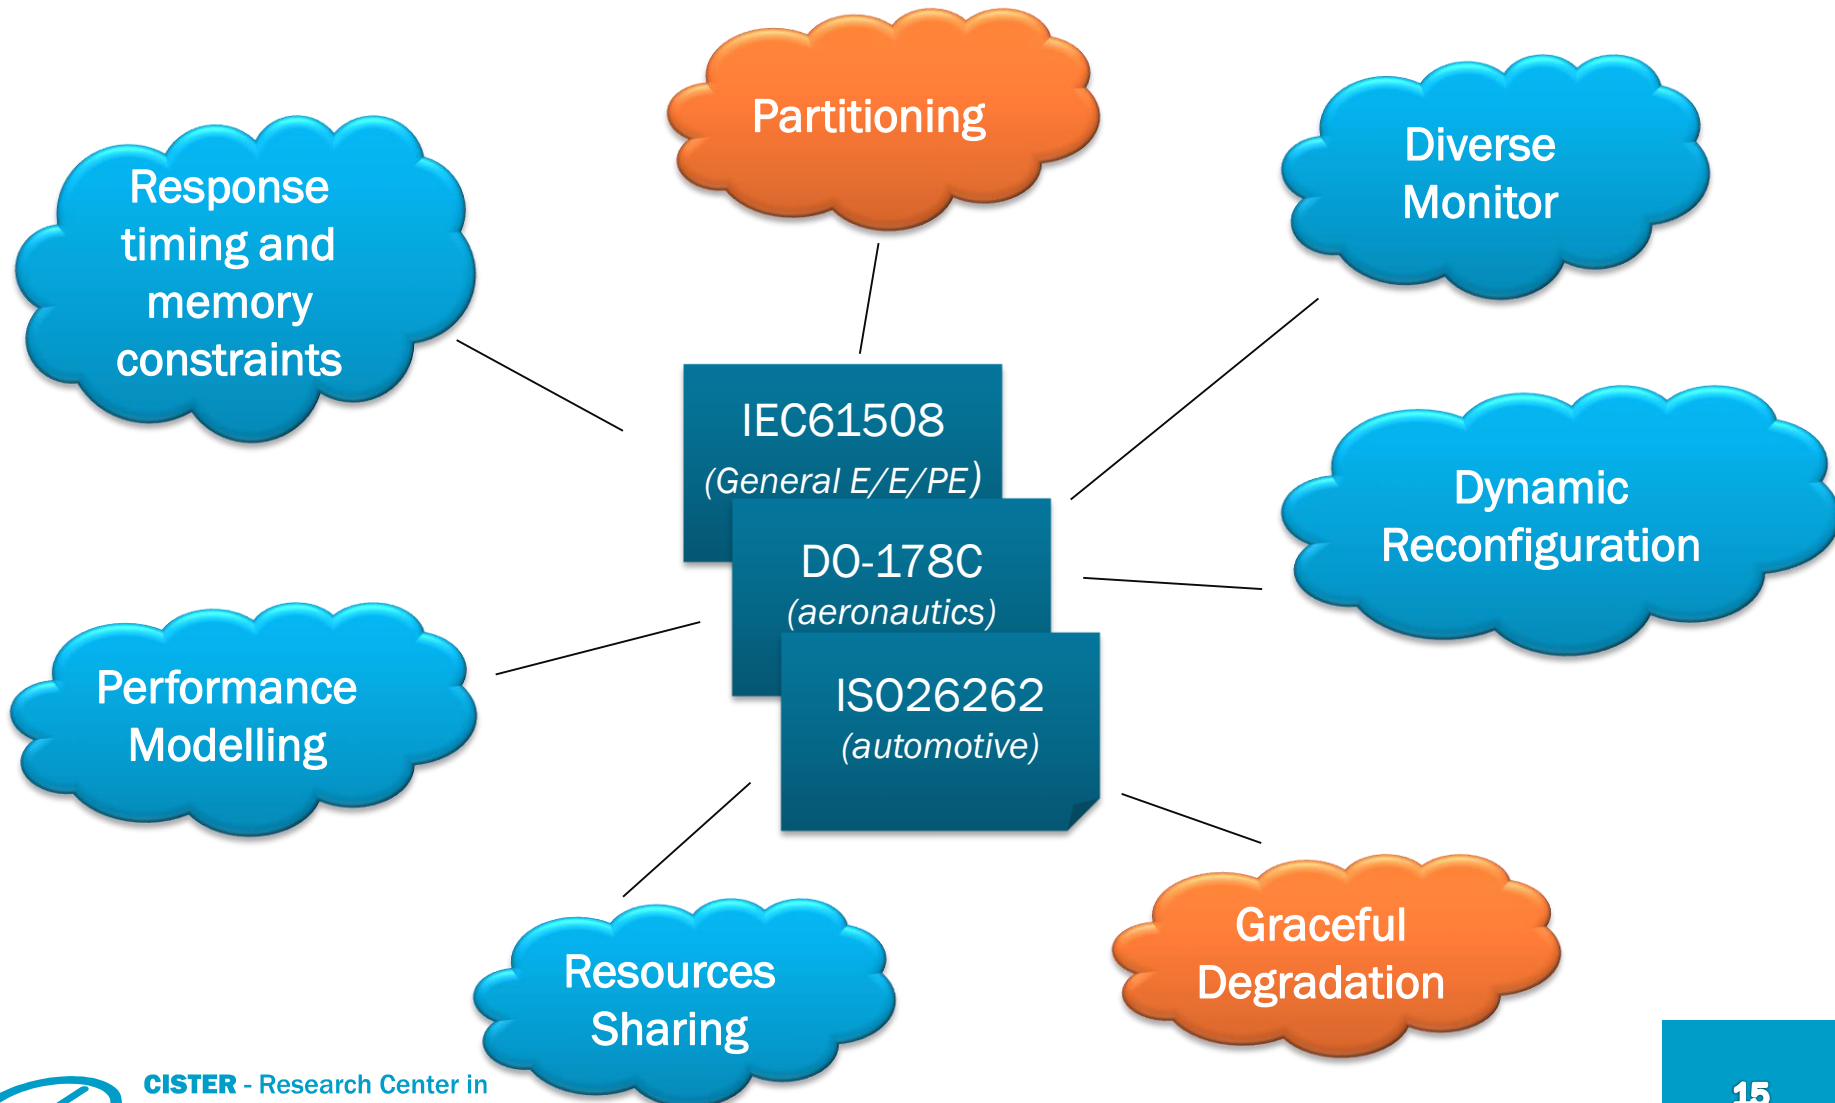 Partitioning
Diverse
Monitor
Response
timing and
memory
constraints
IEC61508
(General E/E/PE)
Dynamic
Reconfiguration
DO-178C
(aeronautics)
Performance
Modelling
ISO26262
(automotive)
Graceful
Degradation
Resources
Sharing
CISTER - Research Center in
15